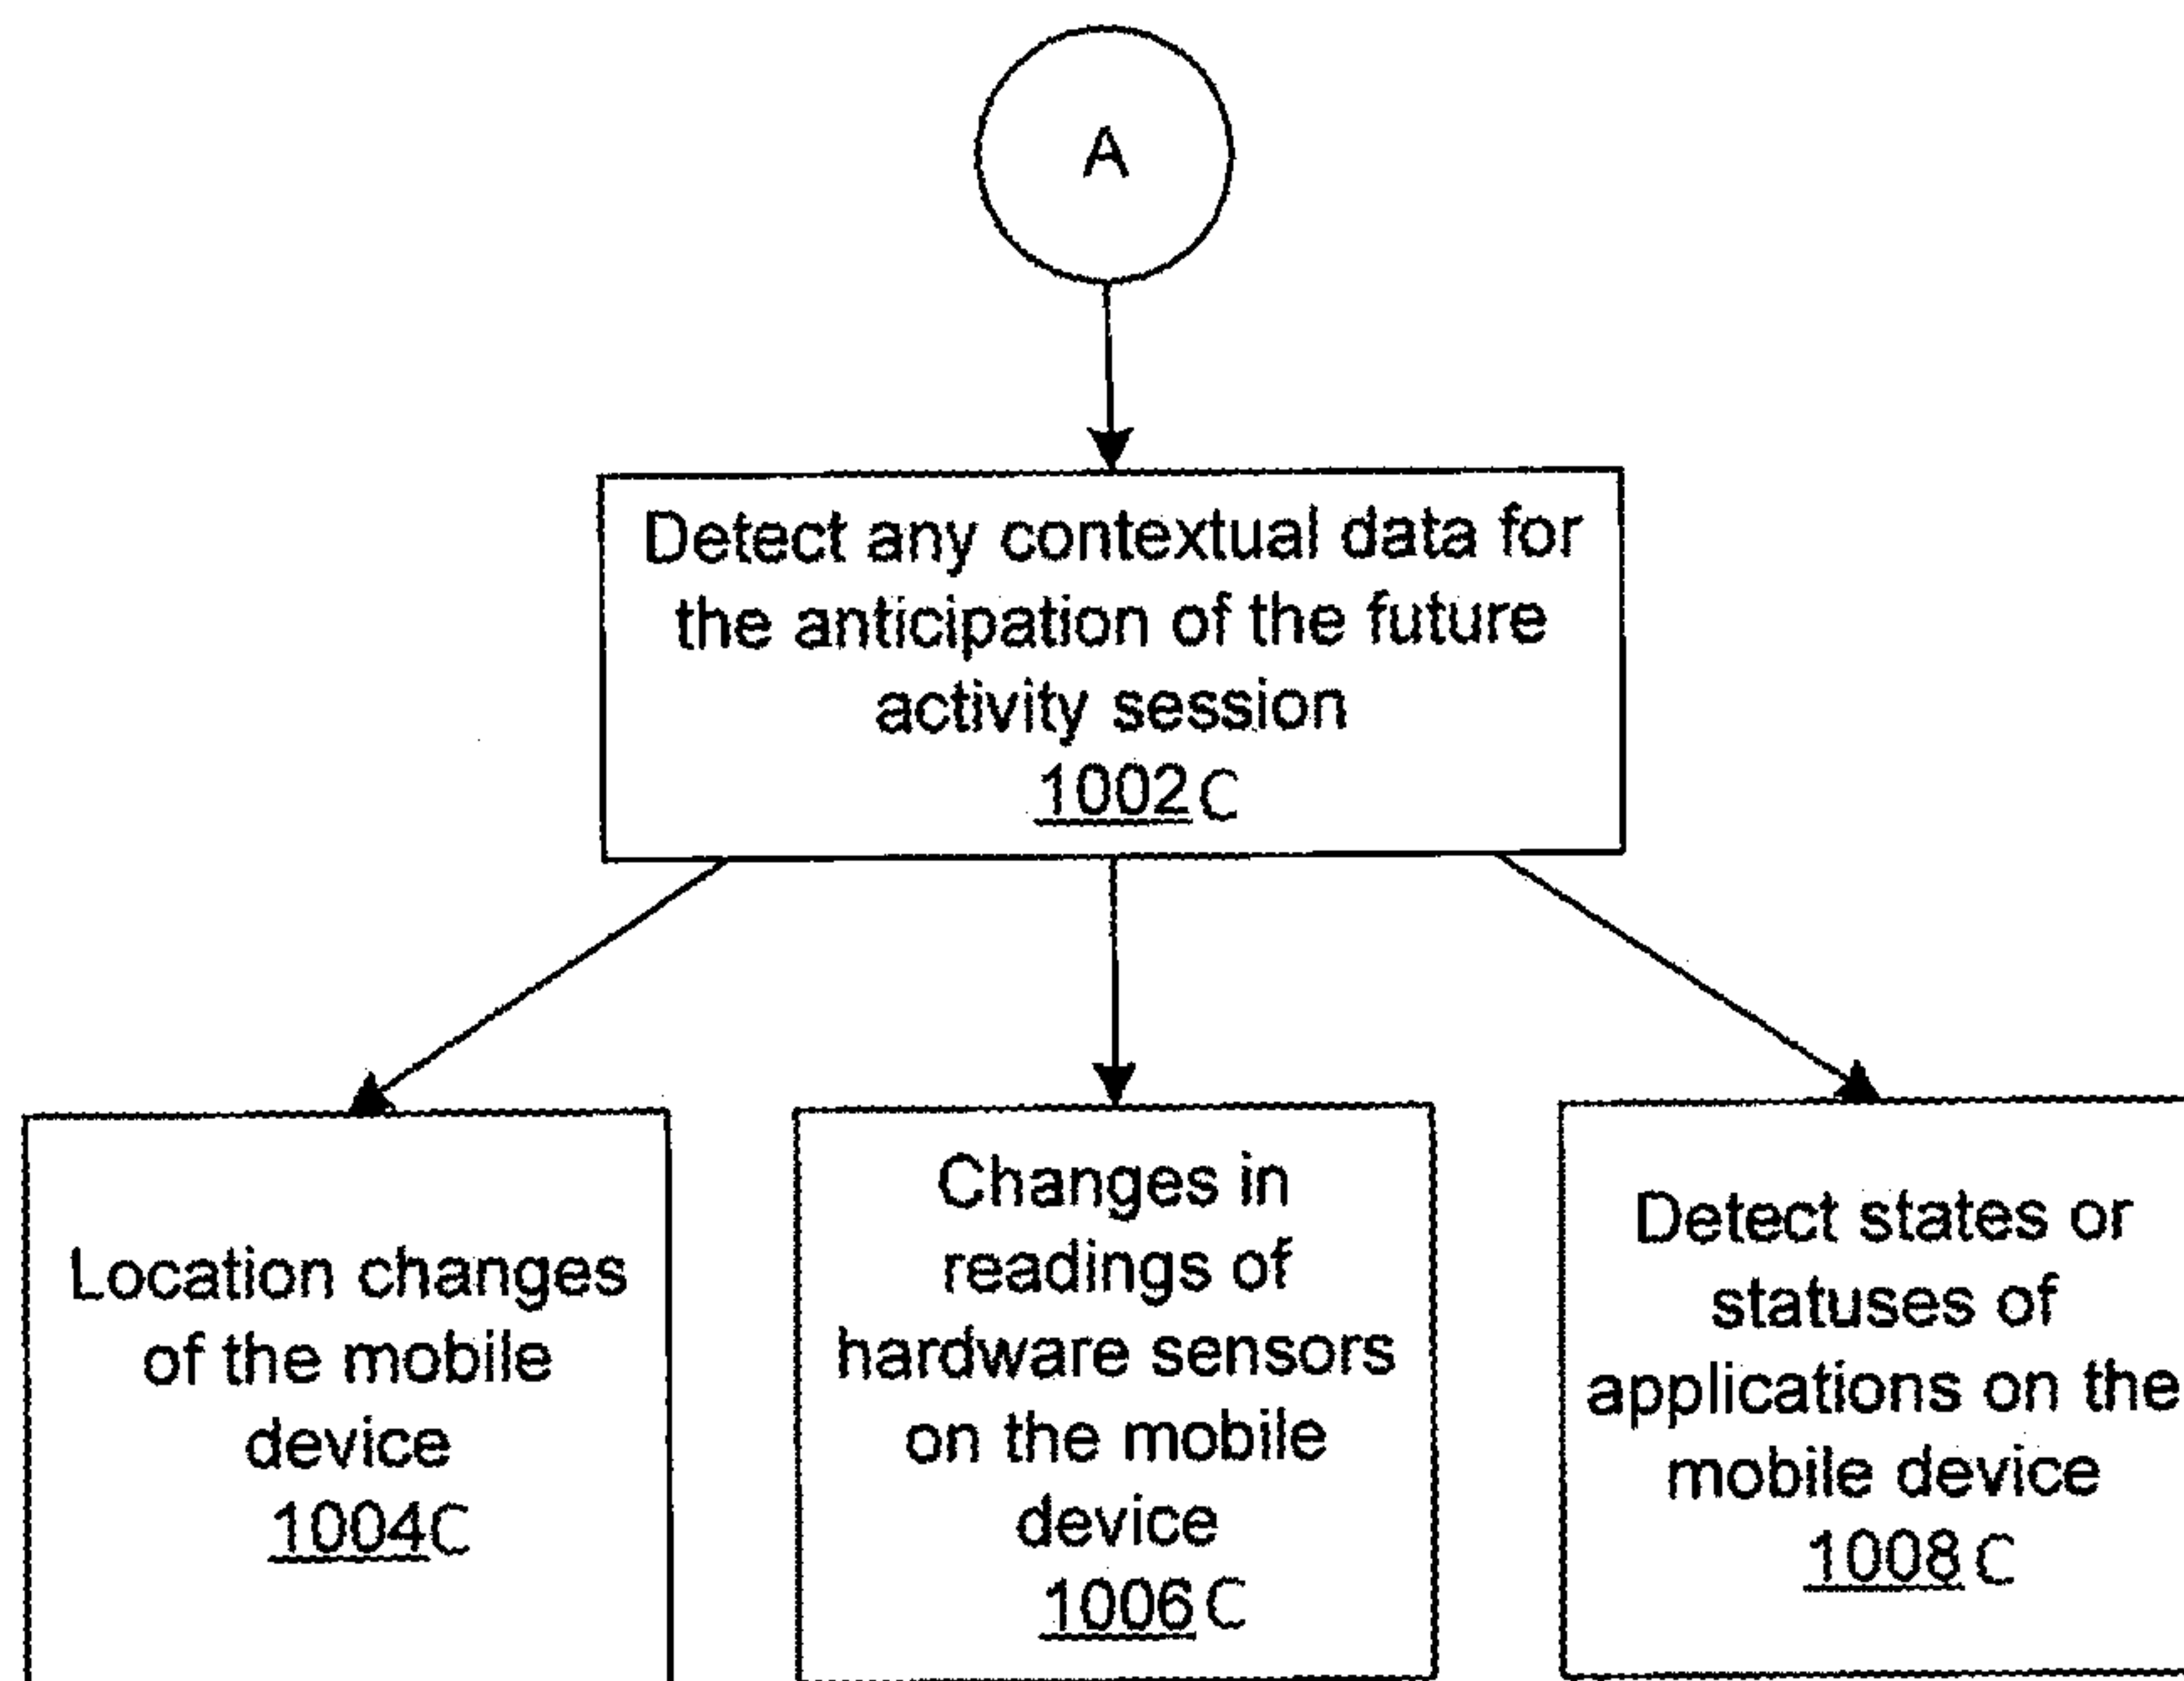 A
Detect any contextual data for
the anticipation of the future
activity session
1002C
Location changes
of the mobile
device
1004C
Changes in
readings of
hardware sensors
on the mobile
device
1006C
Detect states or
statuses of
applications on the
mobile device
1008C